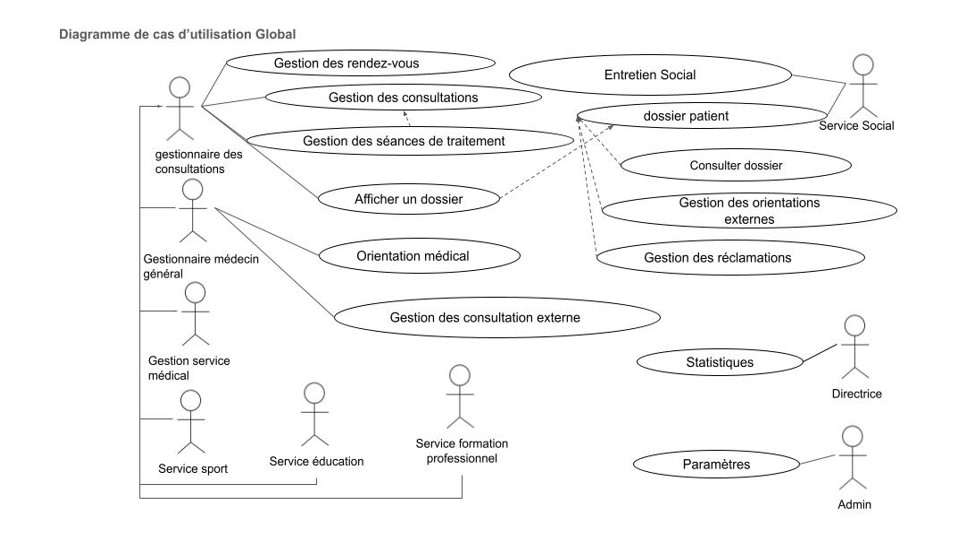 Diagramme de cas d'utilisation Global
Gestion des rendez-vous
Entretien Social
Gestion des consultations
dossier patient
Service Social
Gestion des séances de traitement
gestionnaire des
consultations
Consulter dossier
Afficher un dossier
Gestion des orientations
externes
Gestionnaire médecin
général
Orientation médical
Gestion des réclamations
Gestion des consultation externe
Gestion service
médical
Statistiques
Directrice
Service sport
Service éducation
Service formation
professionnel
Paramètres
Admin